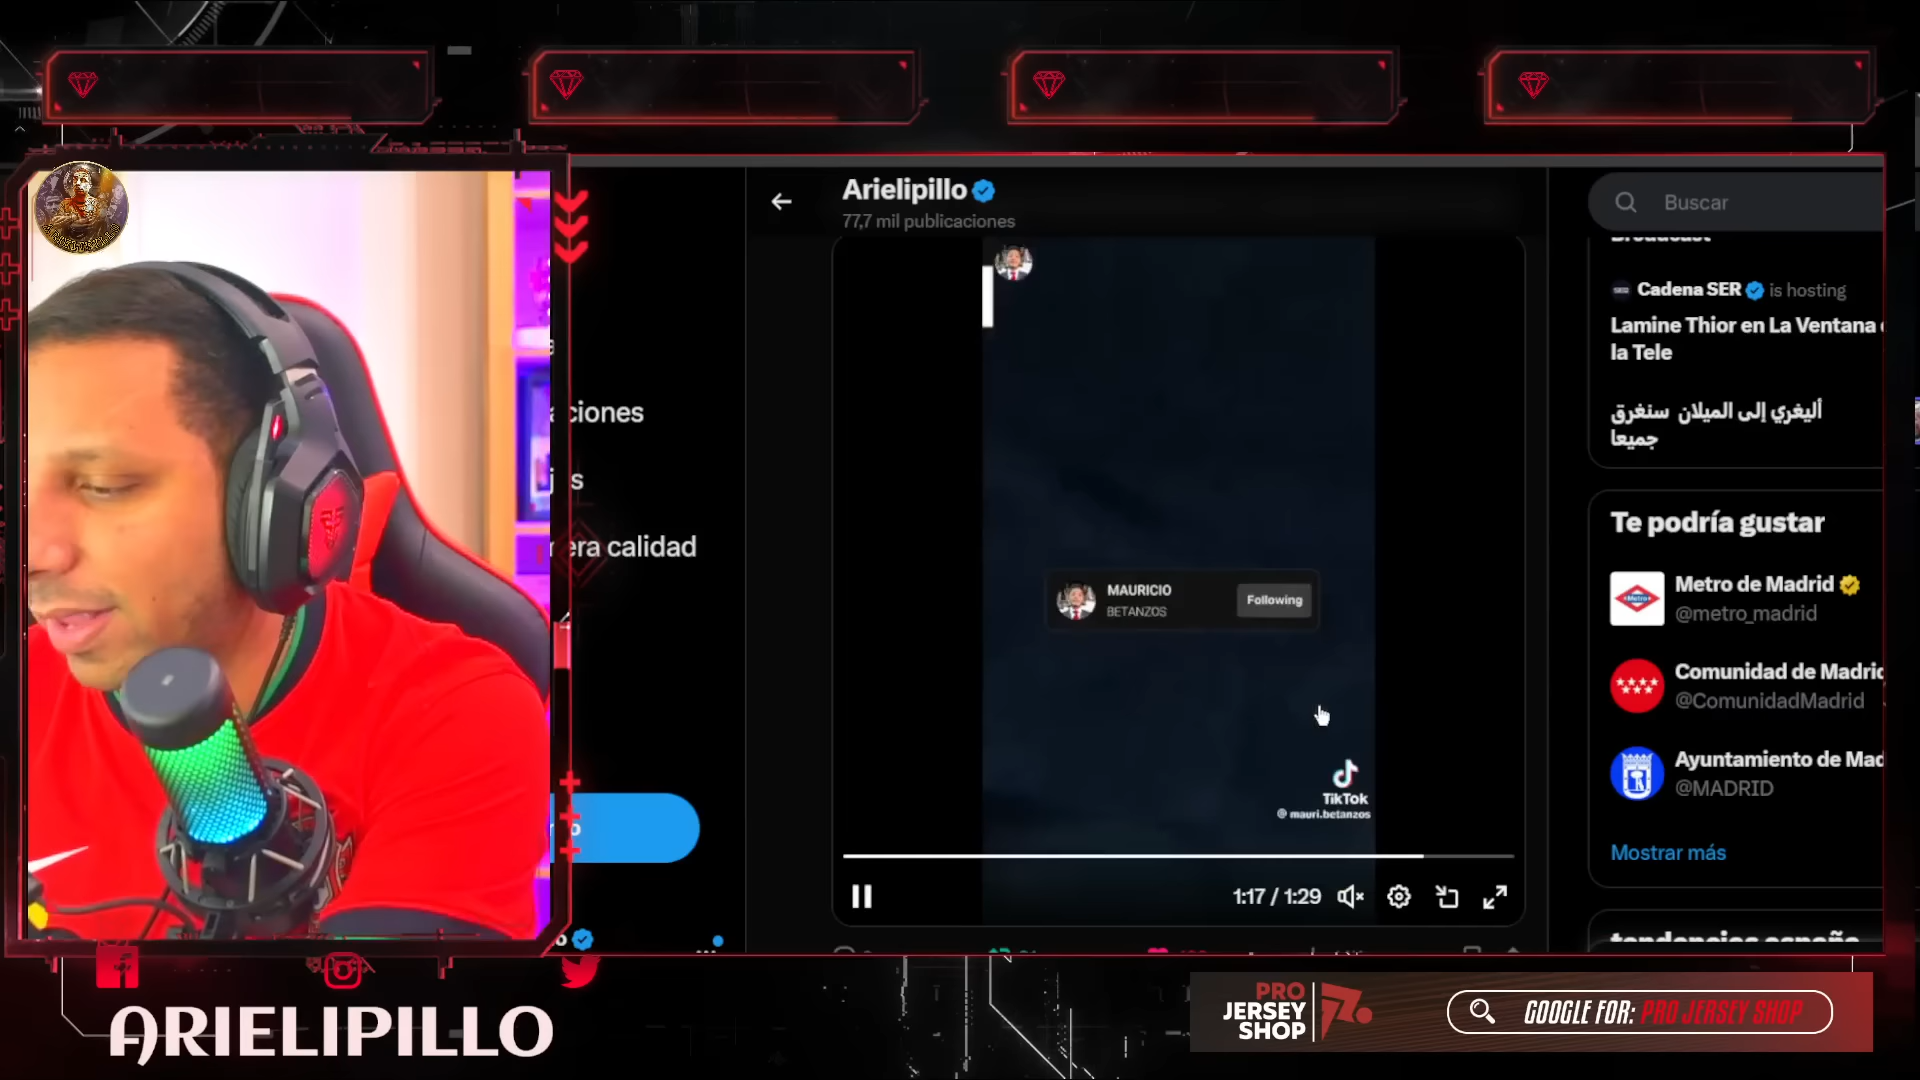 Arielipillo
77,7 mil publicaciones
Buscar
Cadena SER is hosting
Lamine Thior en La Ventana
la Tele
أليغري إلى الميلان سنغرق
جميعا
ciones
s
era calidad
MAURICIO
BETANZOS
Following
TikTok
@mauri.betanzos
1:17 / 1:29
Te podría gustar
Metro de Madrid
@metro_madrid
Comunidad de Madrid
@ComunidadMadrid
Ayuntamiento de Mad
@MADRID
Mostrar más
ARIELIPILLO
PRO
JERSEY
SHOP
GOOGLE FOR: PRO JERSEY SHOP